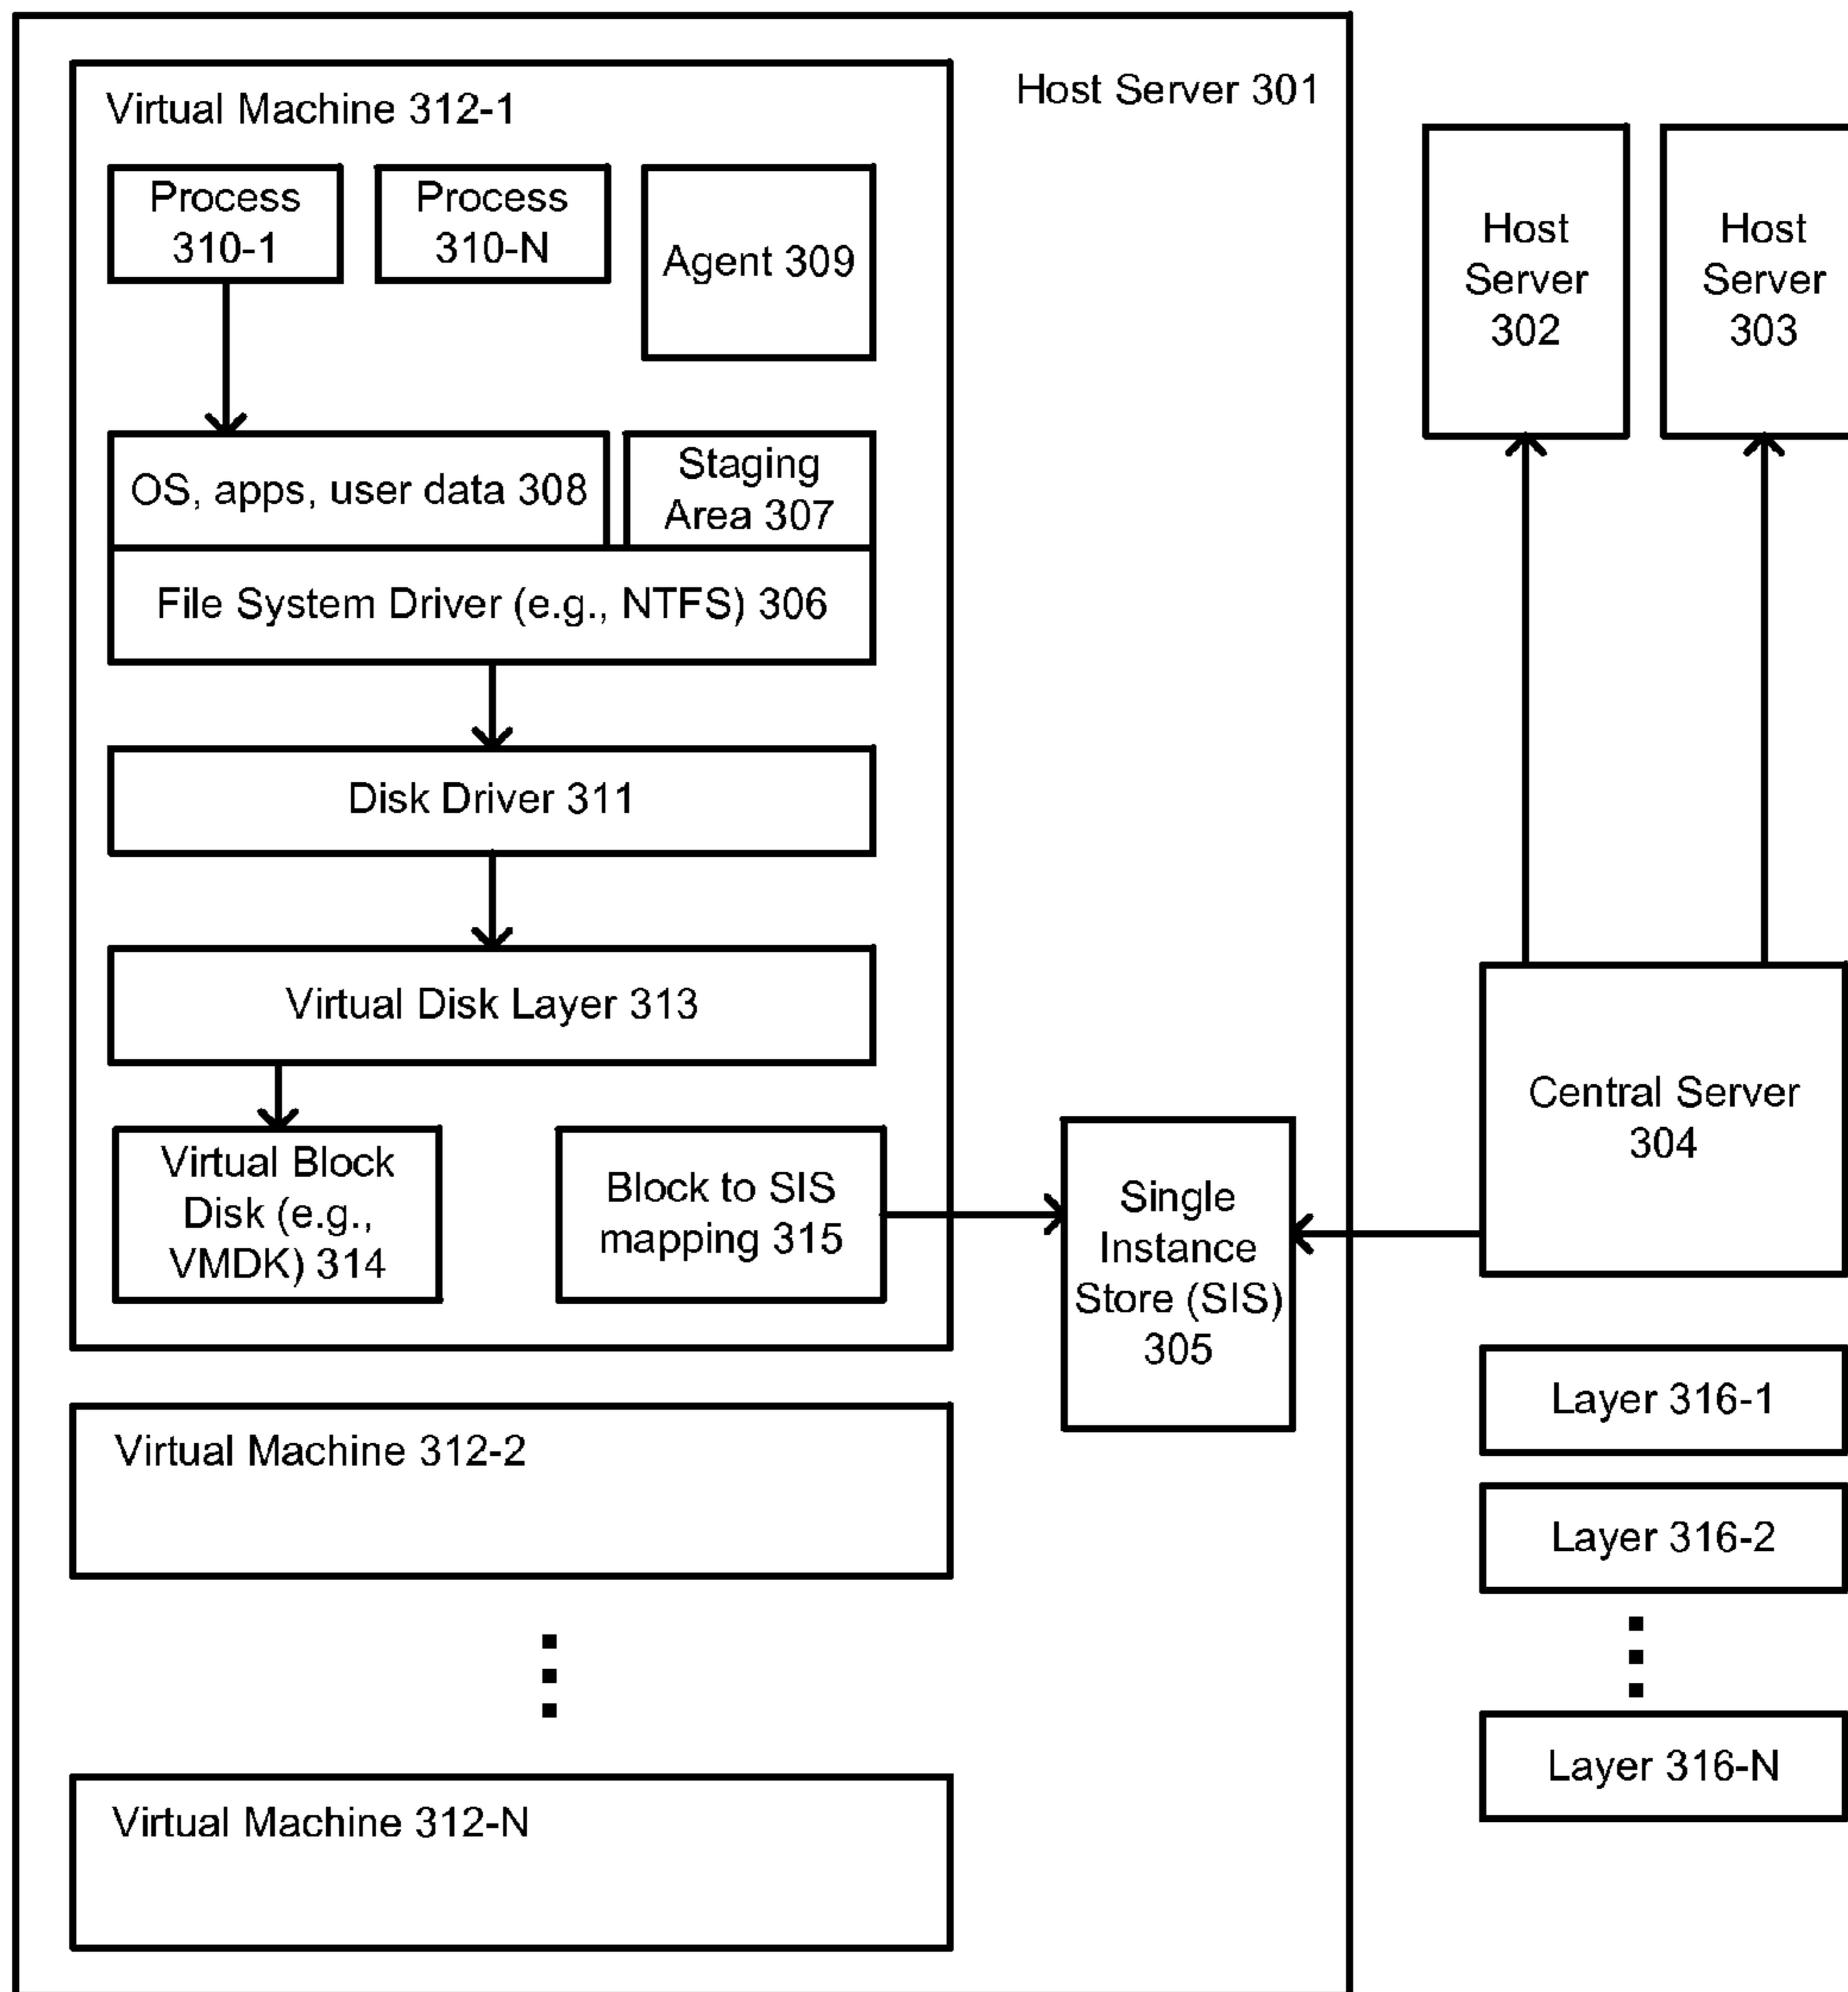 Host Server 301
Virtual Machine 312-1
Process
310-1
Process
310-N
Agent 309
OS, apps, user data 308
Staging
Area 307
File System Driver (e.g., NTFS) 306
Disk Driver 311
Virtual Disk Layer 313
Virtual Block
Disk (e.g.,
VMDK) 314
Block to SIS
mapping 315
Single
Instance
Store (SIS)
305
Virtual Machine 312-2
Virtual Machine 312-N
Host
Server
302
Host
Server
303
Central Server
304
Layer 316-1
Layer 316-2
Layer 316-N